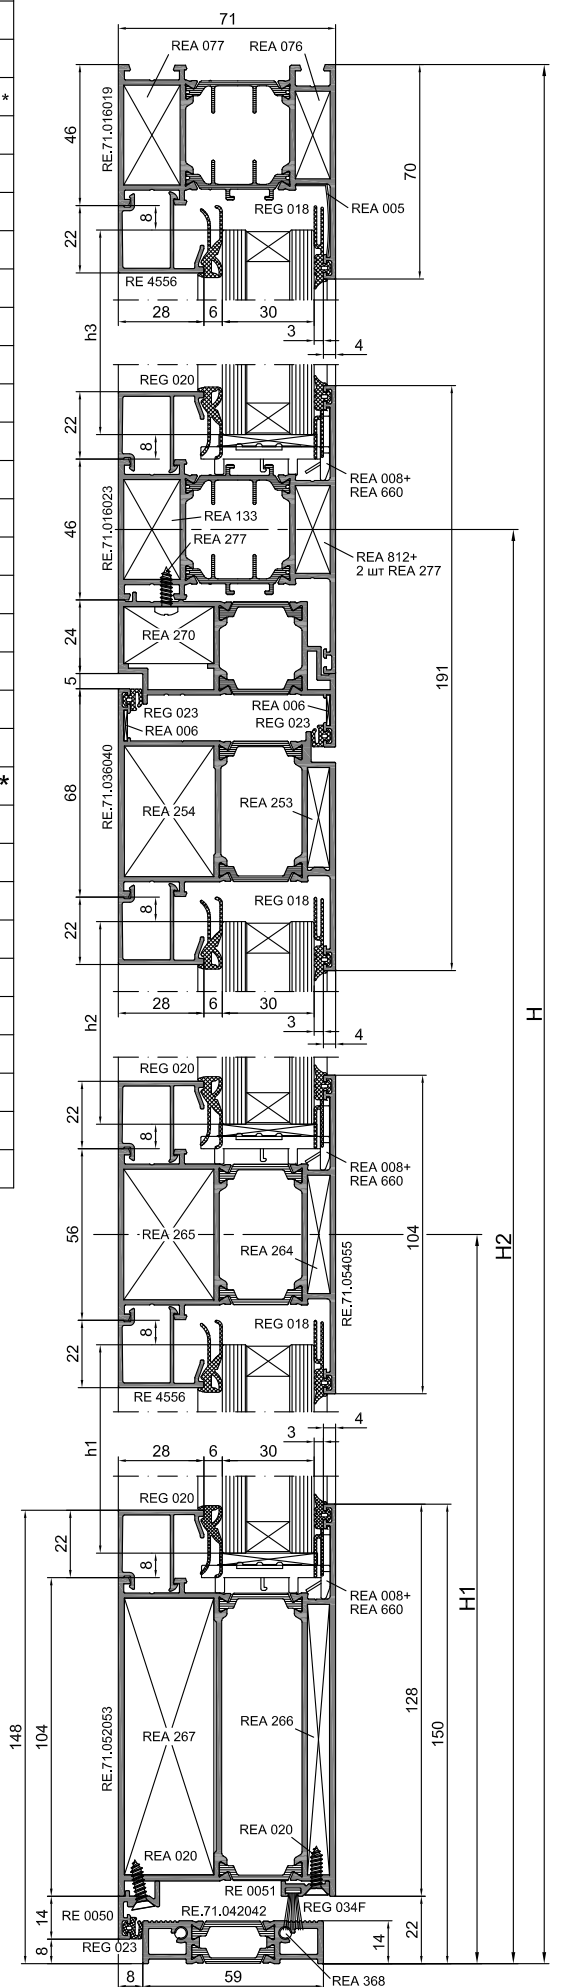 71
REA 077 REA 076
*
RE.71.016019
46
8
22
70
REG 018
REA 005
RE 4556
28 6 30
3
4
h3
REG 020
22
8
REA 008+
REA 660
RE.71.016023
46
REA 133
REA 277
REA 812+
2 шт REA 277
24
REA 270
5
REG 023
REA 006
REA 006
REG 023
191
RE.71.036040
*
68
REA 254
REA 253
8
22
REG 018
28 6 30
3
4
h2
H
REG 020
22
8
REA 008+
REA 660
56
REA 265
REA 264
RE.71.054055
104
H2
8
22
REG 018
RE 4556
28 6 30
3
4
h1
REG 020
22
8
REA 008+
REA 660
H1
148
104
RE.71.052053
REA 267
REA 266
128
150
REA 020
REA 020
RE 0051
REG 034F
14
RE 0050
RE.71.042042
22
REG 023
8
14
8 59
REA 368